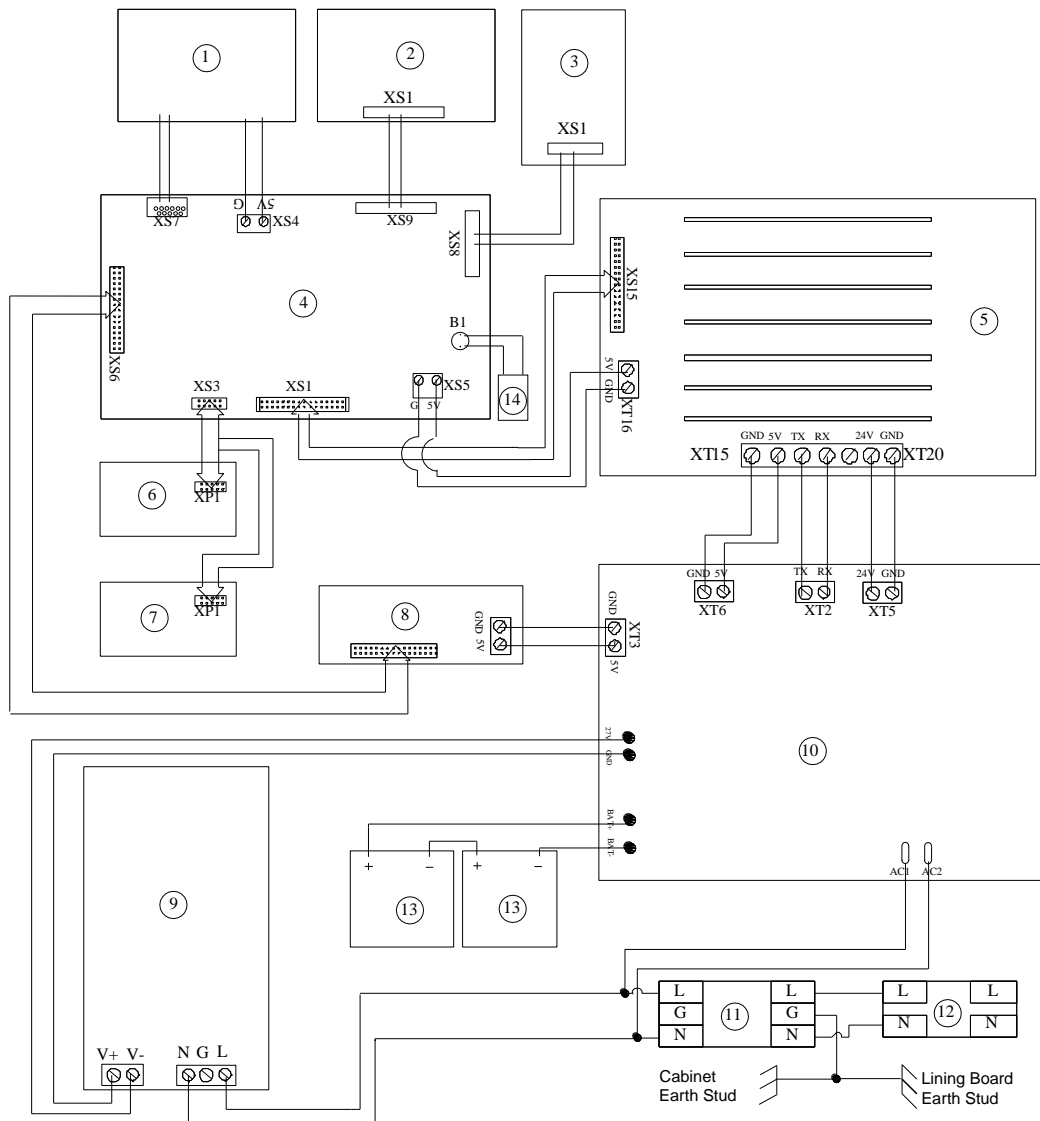 1
2
3
XS1
XS1
G
5V
XS7
XS4
XS9
XS8
XS15
4
5
B1
XS6
XS3
XS1
XS5
G
5V
14
5V
GND
XT16
GND
5V
TX
RX
24V
GND
XT15
XT20
6
XP1
7
XP1
8
GND
5V
GND
XT3
5V
GND
5V
XT6
TX
RX
XT2
24V
GND
XT5
27V
GND
10
BAT+
BAT-
+
−
+
−
13
13
AC1
AC2
9
V+
V-
N
G
L
L
G
N
11
L
G
N
L
N
12
L
N
Cabinet
Earth Stud
Lining Board
Earth Stud